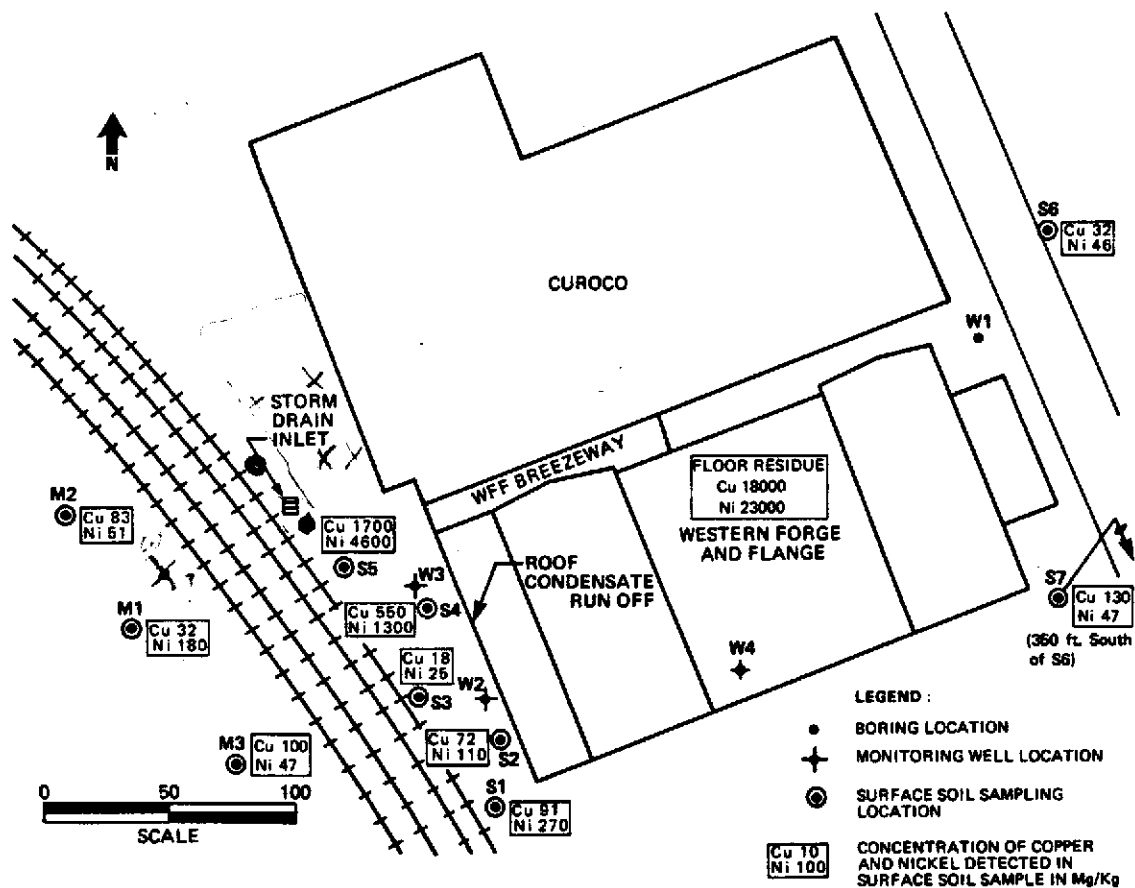 N
CUROCO
S6
Cu 32
Ni 46
W1
STORM
DRAIN
INLET
WFF BREEZEWAY
FLOOR RESIDUE
Cu 18000
Ni 23000
WESTERN FORGE
AND FLANGE
M2
Cu 83
Ni 51
Cu 1700
Ni 4600
S5
W3
ROOF
CONDENSATE
RUN OFF
S7
Cu 130
Ni 47
(360 ft. South
of S6)
M1
Cu 32
Ni 180
Cu 550
Ni 1300
S4
Cu 18
Ni 25
S3
W2
W4
M3
Cu 100
Ni 47
Cu 72
Ni 110
S2
S1
Cu 91
Ni 270
0 50 100
SCALE
LEGEND :
BORING LOCATION
MONITORING WELL LOCATION
SURFACE SOIL SAMPLING
LOCATION
Cu 10
Ni 100
CONCENTRATION OF COPPER
AND NICKEL DETECTED IN
SURFACE SOIL SAMPLE IN Mg/Kg